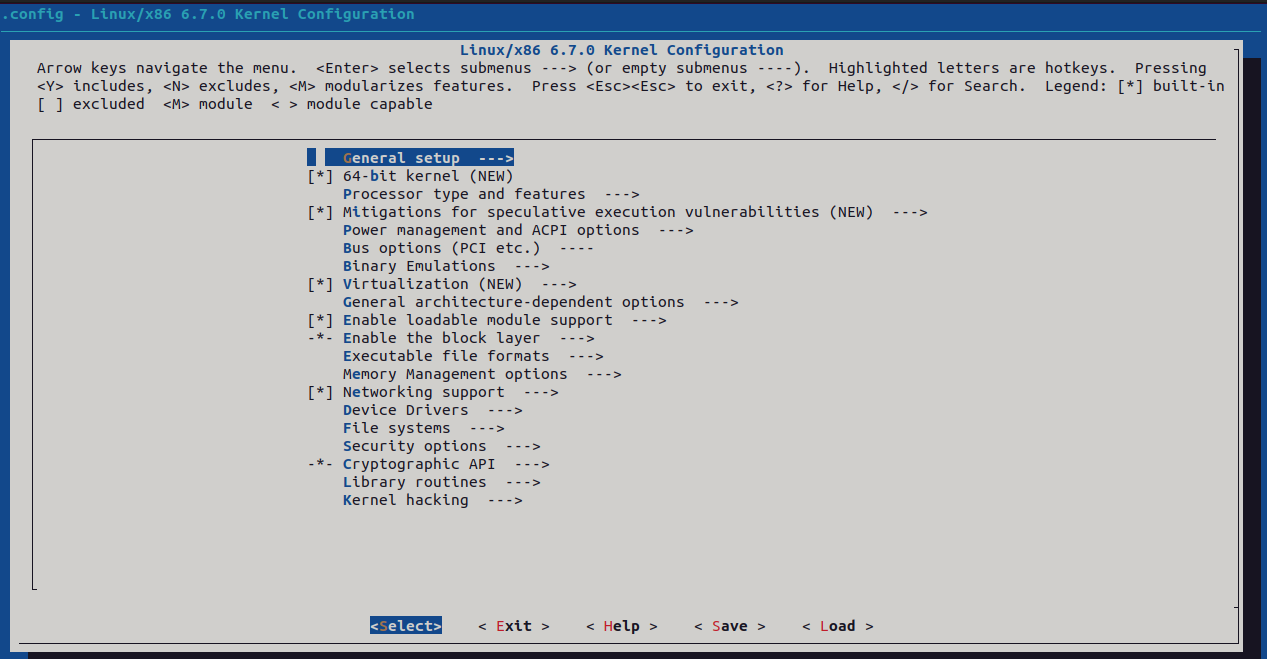 .config - Linux/x86 6.7.0 Kernel Configuration
Linux/x86 6.7.0 Kernel Configuration
Arrow keys navigate the menu.  <Enter> selects submenus ---> (or empty submenus ----).  Highlighted letters are hotkeys.  Pressing
<Y> includes, <N> excludes, <M> modularizes features.  Press <Esc><Esc> to exit, <?> for Help, </> for Search.  Legend: [*] built-in
[ ] excluded  <M> module  < > module capable
General setup  --->
[*] 64-bit kernel (NEW)
Processor type and features  --->
[*] Mitigations for speculative execution vulnerabilities (NEW)  --->
Power management and ACPI options  --->
Bus options (PCI etc.)  ----
Binary Emulations  --->
[*] Virtualization (NEW)  --->
General architecture-dependent options  --->
[*] Enable loadable module support  --->
-*- Enable the block layer  --->
Executable file formats  --->
Memory Management options  --->
[*] Networking support  --->
Device Drivers  --->
File systems  --->
Security options  --->
-*- Cryptographic API  --->
Library routines  --->
Kernel hacking  --->
<Select>    < Exit >    < Help >    < Save >    < Load >